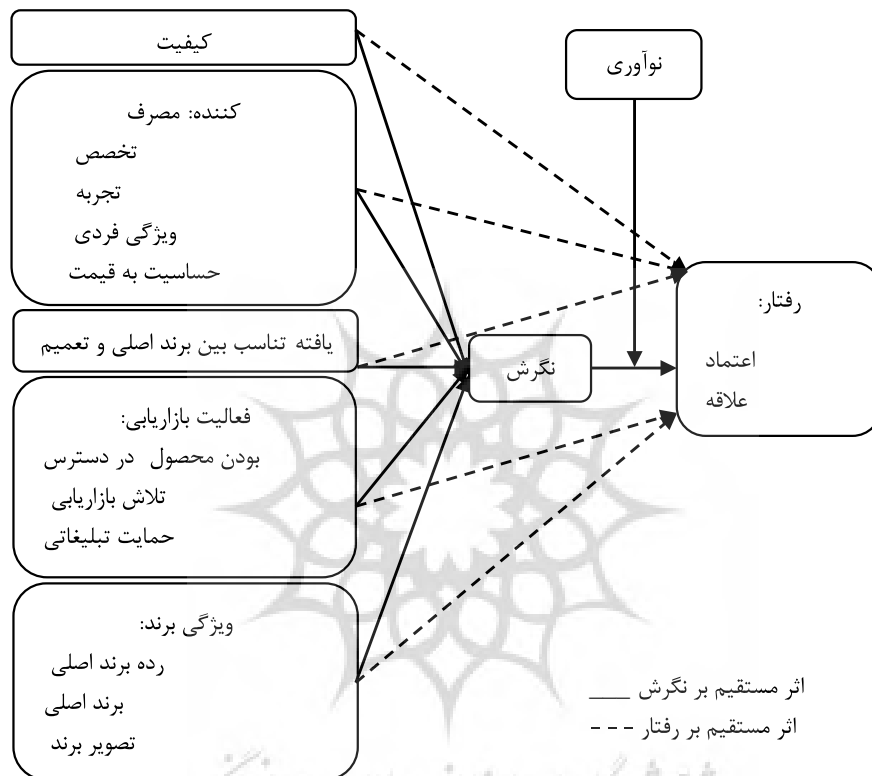 کیفیت
نوآوری
کننده: مصرف
تخصص
تجربه
ویژگی فردی
حساسیت به قیمت
یافته تناسب بین برند اصلی و تعمیم
نگرش
رفتار:
اعتماد
علاقه
فعالیت بازاریابی:
بودن محصول در دسترس
تلاش بازاریابی
حمایت تبلیغاتی
ویژگی برند:
رده برند اصلی
برند اصلی
تصویر برند
اثر مستقیم بر نگرش ___
اثر مستقیم بر رفتار ---